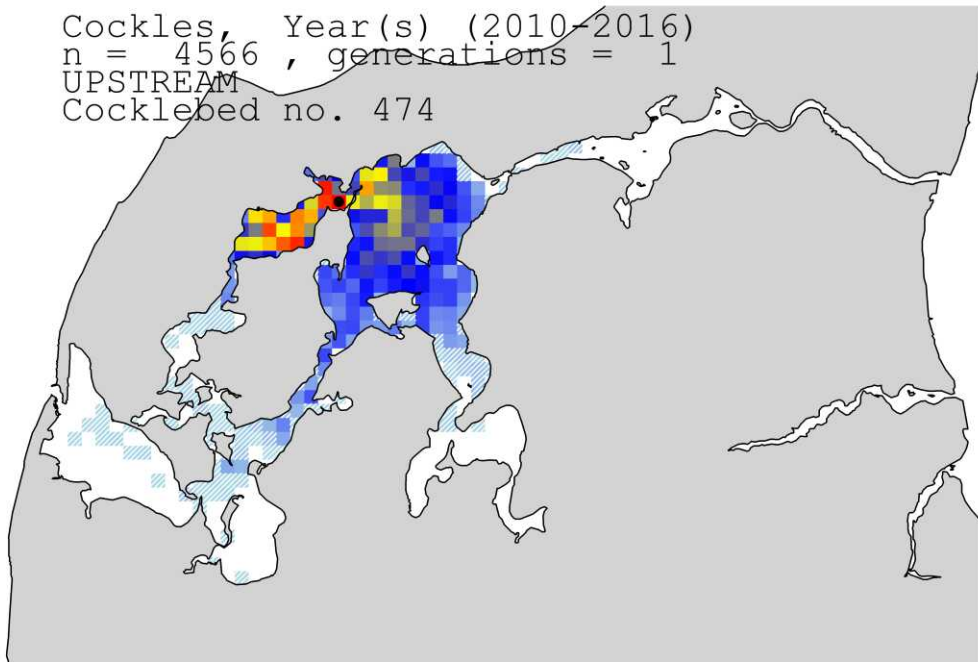 Cockles, Year(s) (2010-2016)
n = 4566 , generations = 1
UPSTREAM
Cocklebed no. 474